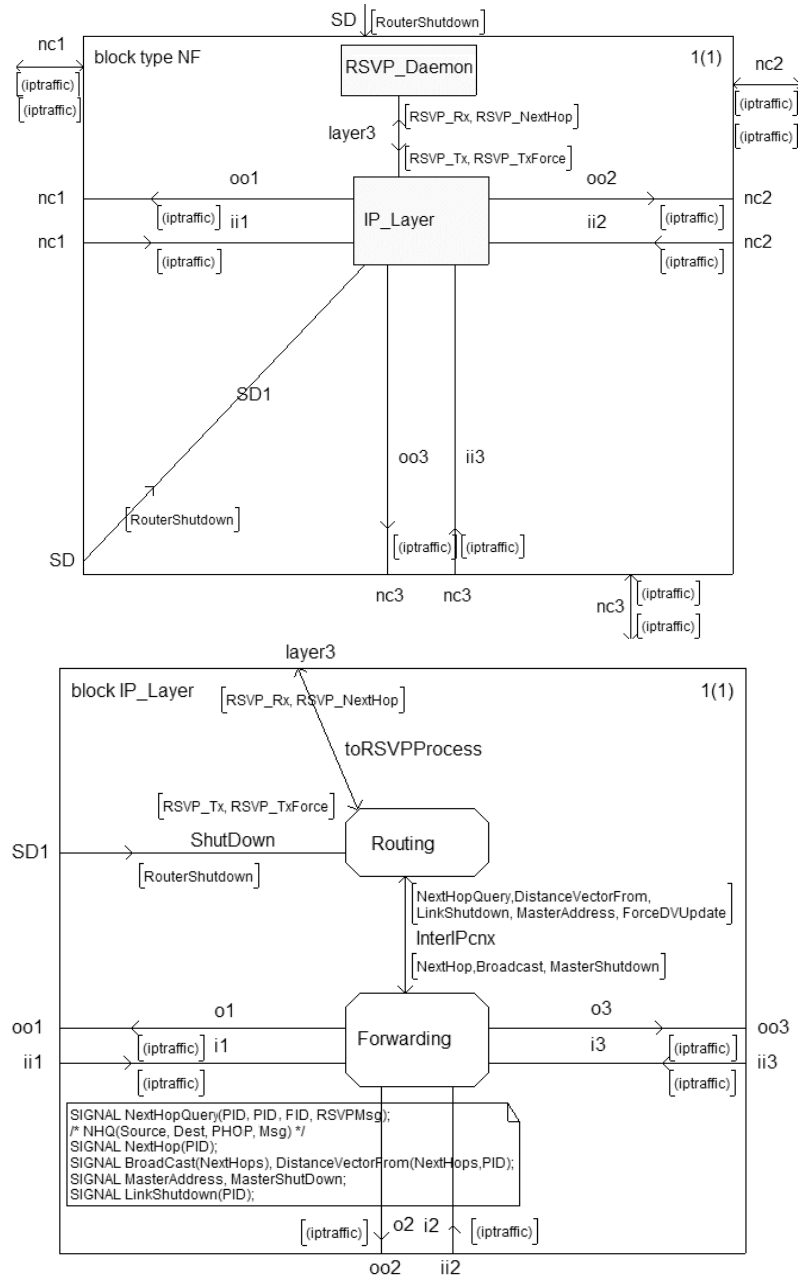 SD
[RouterShutdown]
nc1
block type NF
1(1)
nc2
[(iptraffic)]
[(iptraffic)]
[(iptraffic)]
[(iptraffic)]
RSVP_Daemon
[RSVP_Rx, RSVP_NextHop]
layer3
[RSVP_Tx, RSVP_TxForce]
nc1
oo1
oo2
nc2
[(iptraffic)]
IP_Layer
[(iptraffic)]
nc1
ii1
ii2
nc2
[(iptraffic)]
[(iptraffic)]
SD1
oo3
ii3
[RouterShutdown]
[(iptraffic)]
[(iptraffic)]
SD
nc3
nc3
nc3
[(iptraffic)]
[(iptraffic)]
layer3
block IP_Layer
1(1)
[RSVP_Rx, RSVP_NextHop]
toRSVPProcess
[RSVP_Tx, RSVP_TxForce]
SD1
ShutDown
Routing
[RouterShutdown]
[NextHopQuery,DistanceVectorFrom,
LinkShutdown, MasterAddress, ForceDVUpdate]
InterIPcnx
[NextHop,Broadcast, MasterShutdown]
oo1
o1
o3
oo3
[(iptraffic)]
Forwarding
[(iptraffic)]
ii1
i1
i3
ii3
[(iptraffic)]
[(iptraffic)]
SIGNAL NextHopQuery(PID, PID, FID, RSVPMsg);
/* NHQ(Source, Dest, PHOP, Msg) */
SIGNAL NextHop(PID);
SIGNAL BroadCast(NextHops), DistanceVectorFrom(NextHops,PID);
SIGNAL MasterAddress, MasterShutDown;
SIGNAL LinkShutdown(PID);
[(iptraffic)]
o2
i2
[(iptraffic)]
oo2
ii2